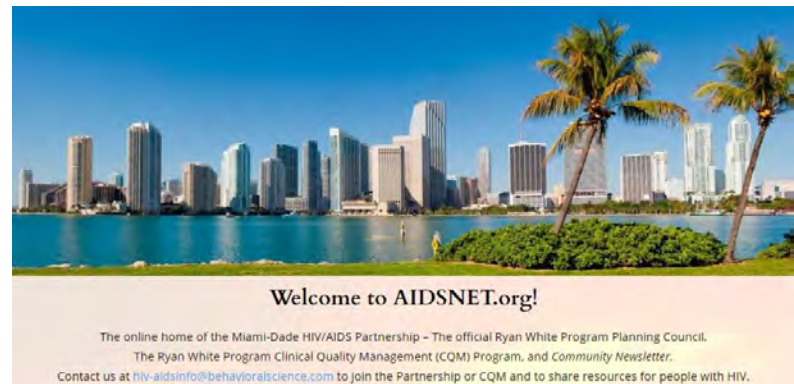 Welcome to AIDSNET.org!
The online home of the Miami-Dade HIV/AIDS Partnership – The official Ryan White Program Planning Council,
The Ryan White Program Clinical Quality Management (CQM) Program, and Community Newsletter.
Contact us at hiv-aidsinfo@behavioralscience.com to join the Partnership or CQM and to share resources for people with HIV.